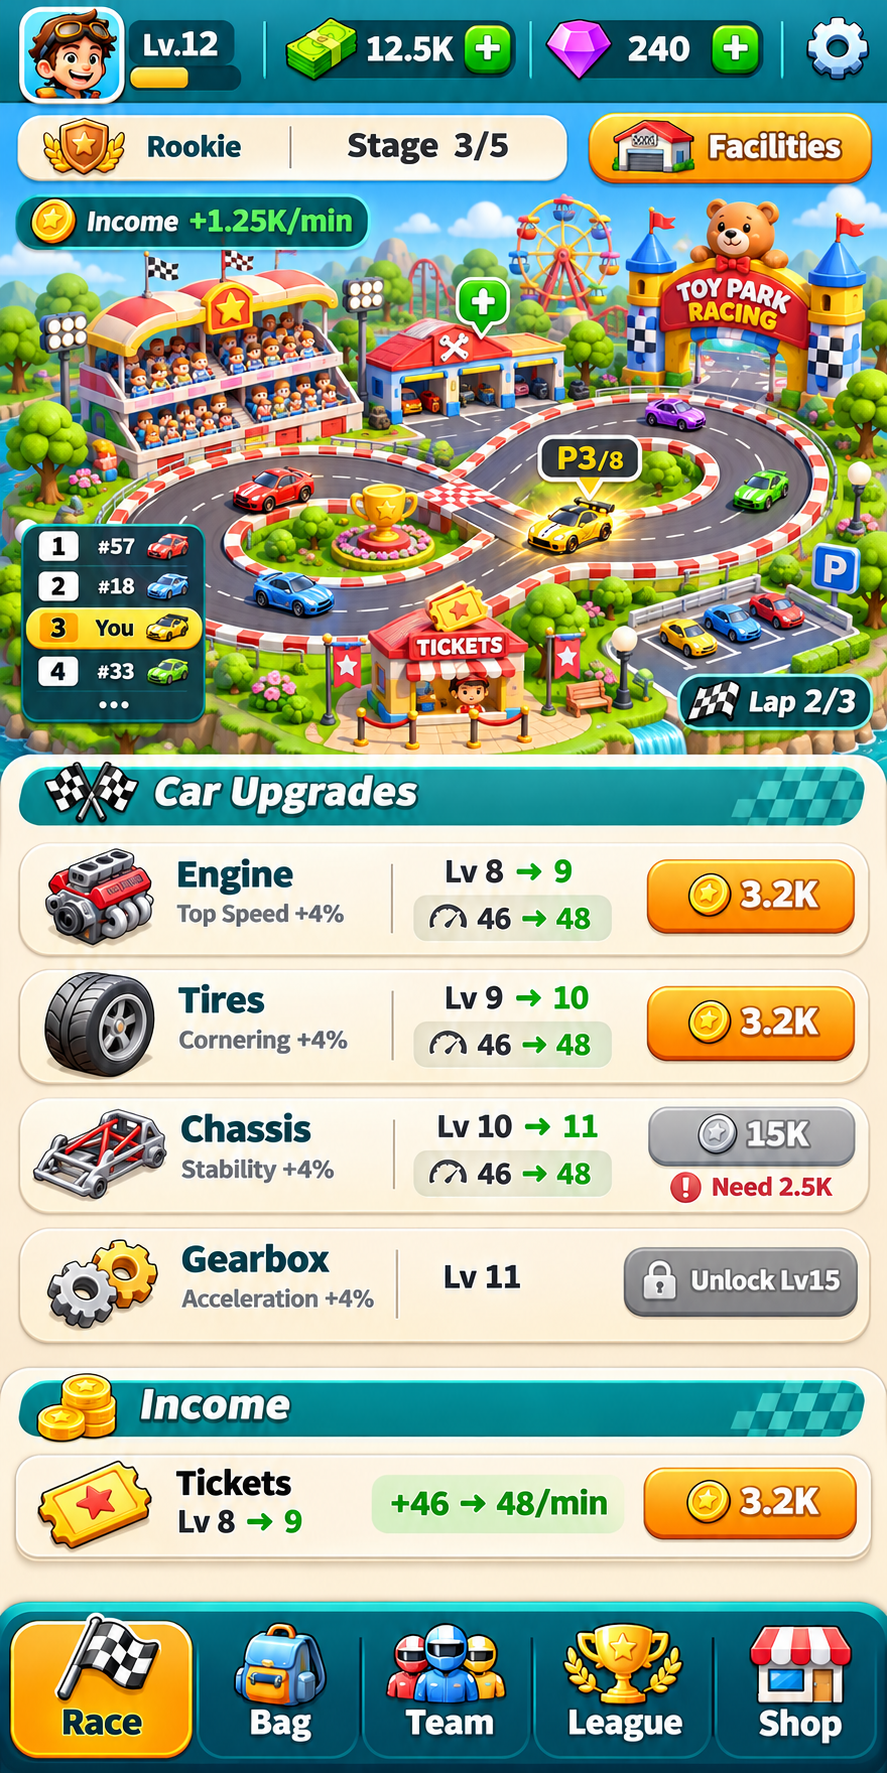 Lv.12
12.5K
240
Rookie
Stage 3/5
Facilities
Income +1.25K/min
TOY PARK
RACING
P3/8
1 #57
2 #18
3 You
4 #33
...
P
TICKETS
Lap 2/3
Car Upgrades
Engine
Top Speed +4%
Lv 8 → 9
46 → 48
3.2K
Tires
Cornering +4%
Lv 9 → 10
46 → 48
3.2K
Chassis
Stability +4%
Lv 10 → 11
46 → 48
15K
Need 2.5K
Gearbox
Acceleration +4%
Lv 11
Unlock Lv15
Income
Tickets
Lv 8 → 9
+46 → 48/min
3.2K
Race
Bag
Team
League
Shop